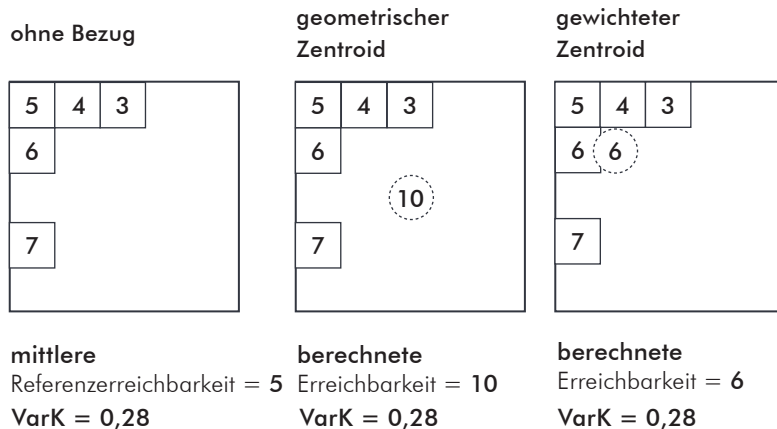 ohne Bezug
5 4 3
6
7
mittlere
Referenzerreichbarkeit = 5
VarK = 0,28
geometrischer
Zentroid
5 4 3
6
10
7
berechnete
Erreichbarkeit = 10
VarK = 0,28
gewichteter
Zentroid
5 4 3
6 6
7
berechnete
Erreichbarkeit = 6
VarK = 0,28